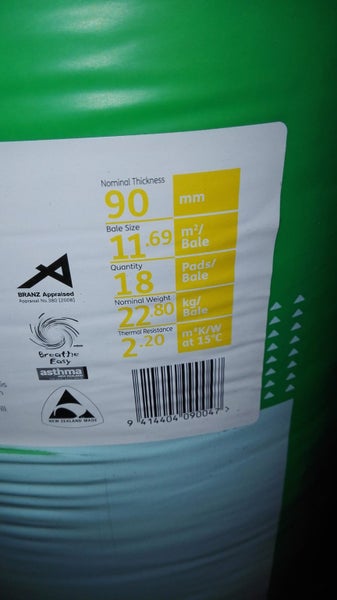 Nominal Thickness
90 mm
Bale Size
11.69 m²/
Bale
Quantity
18 Pads/
Bale
Nominal Weight
22.80 kg/
Bale
Thermal Resistance
2.20 m²K/W
at 15°C
BRANZ Appraised
Appraisal No.380 [2008]
Breathe
Easy
asthma
NEW ZEALAND MADE
9 414404 090047 >